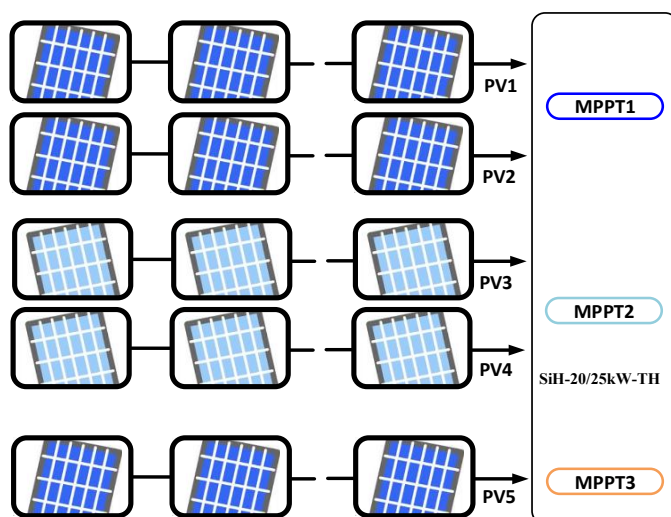 PV1
MPPT1
PV2
PV3
MPPT2
PV4
SiH-20/25kW-TH
PV5
MPPT3